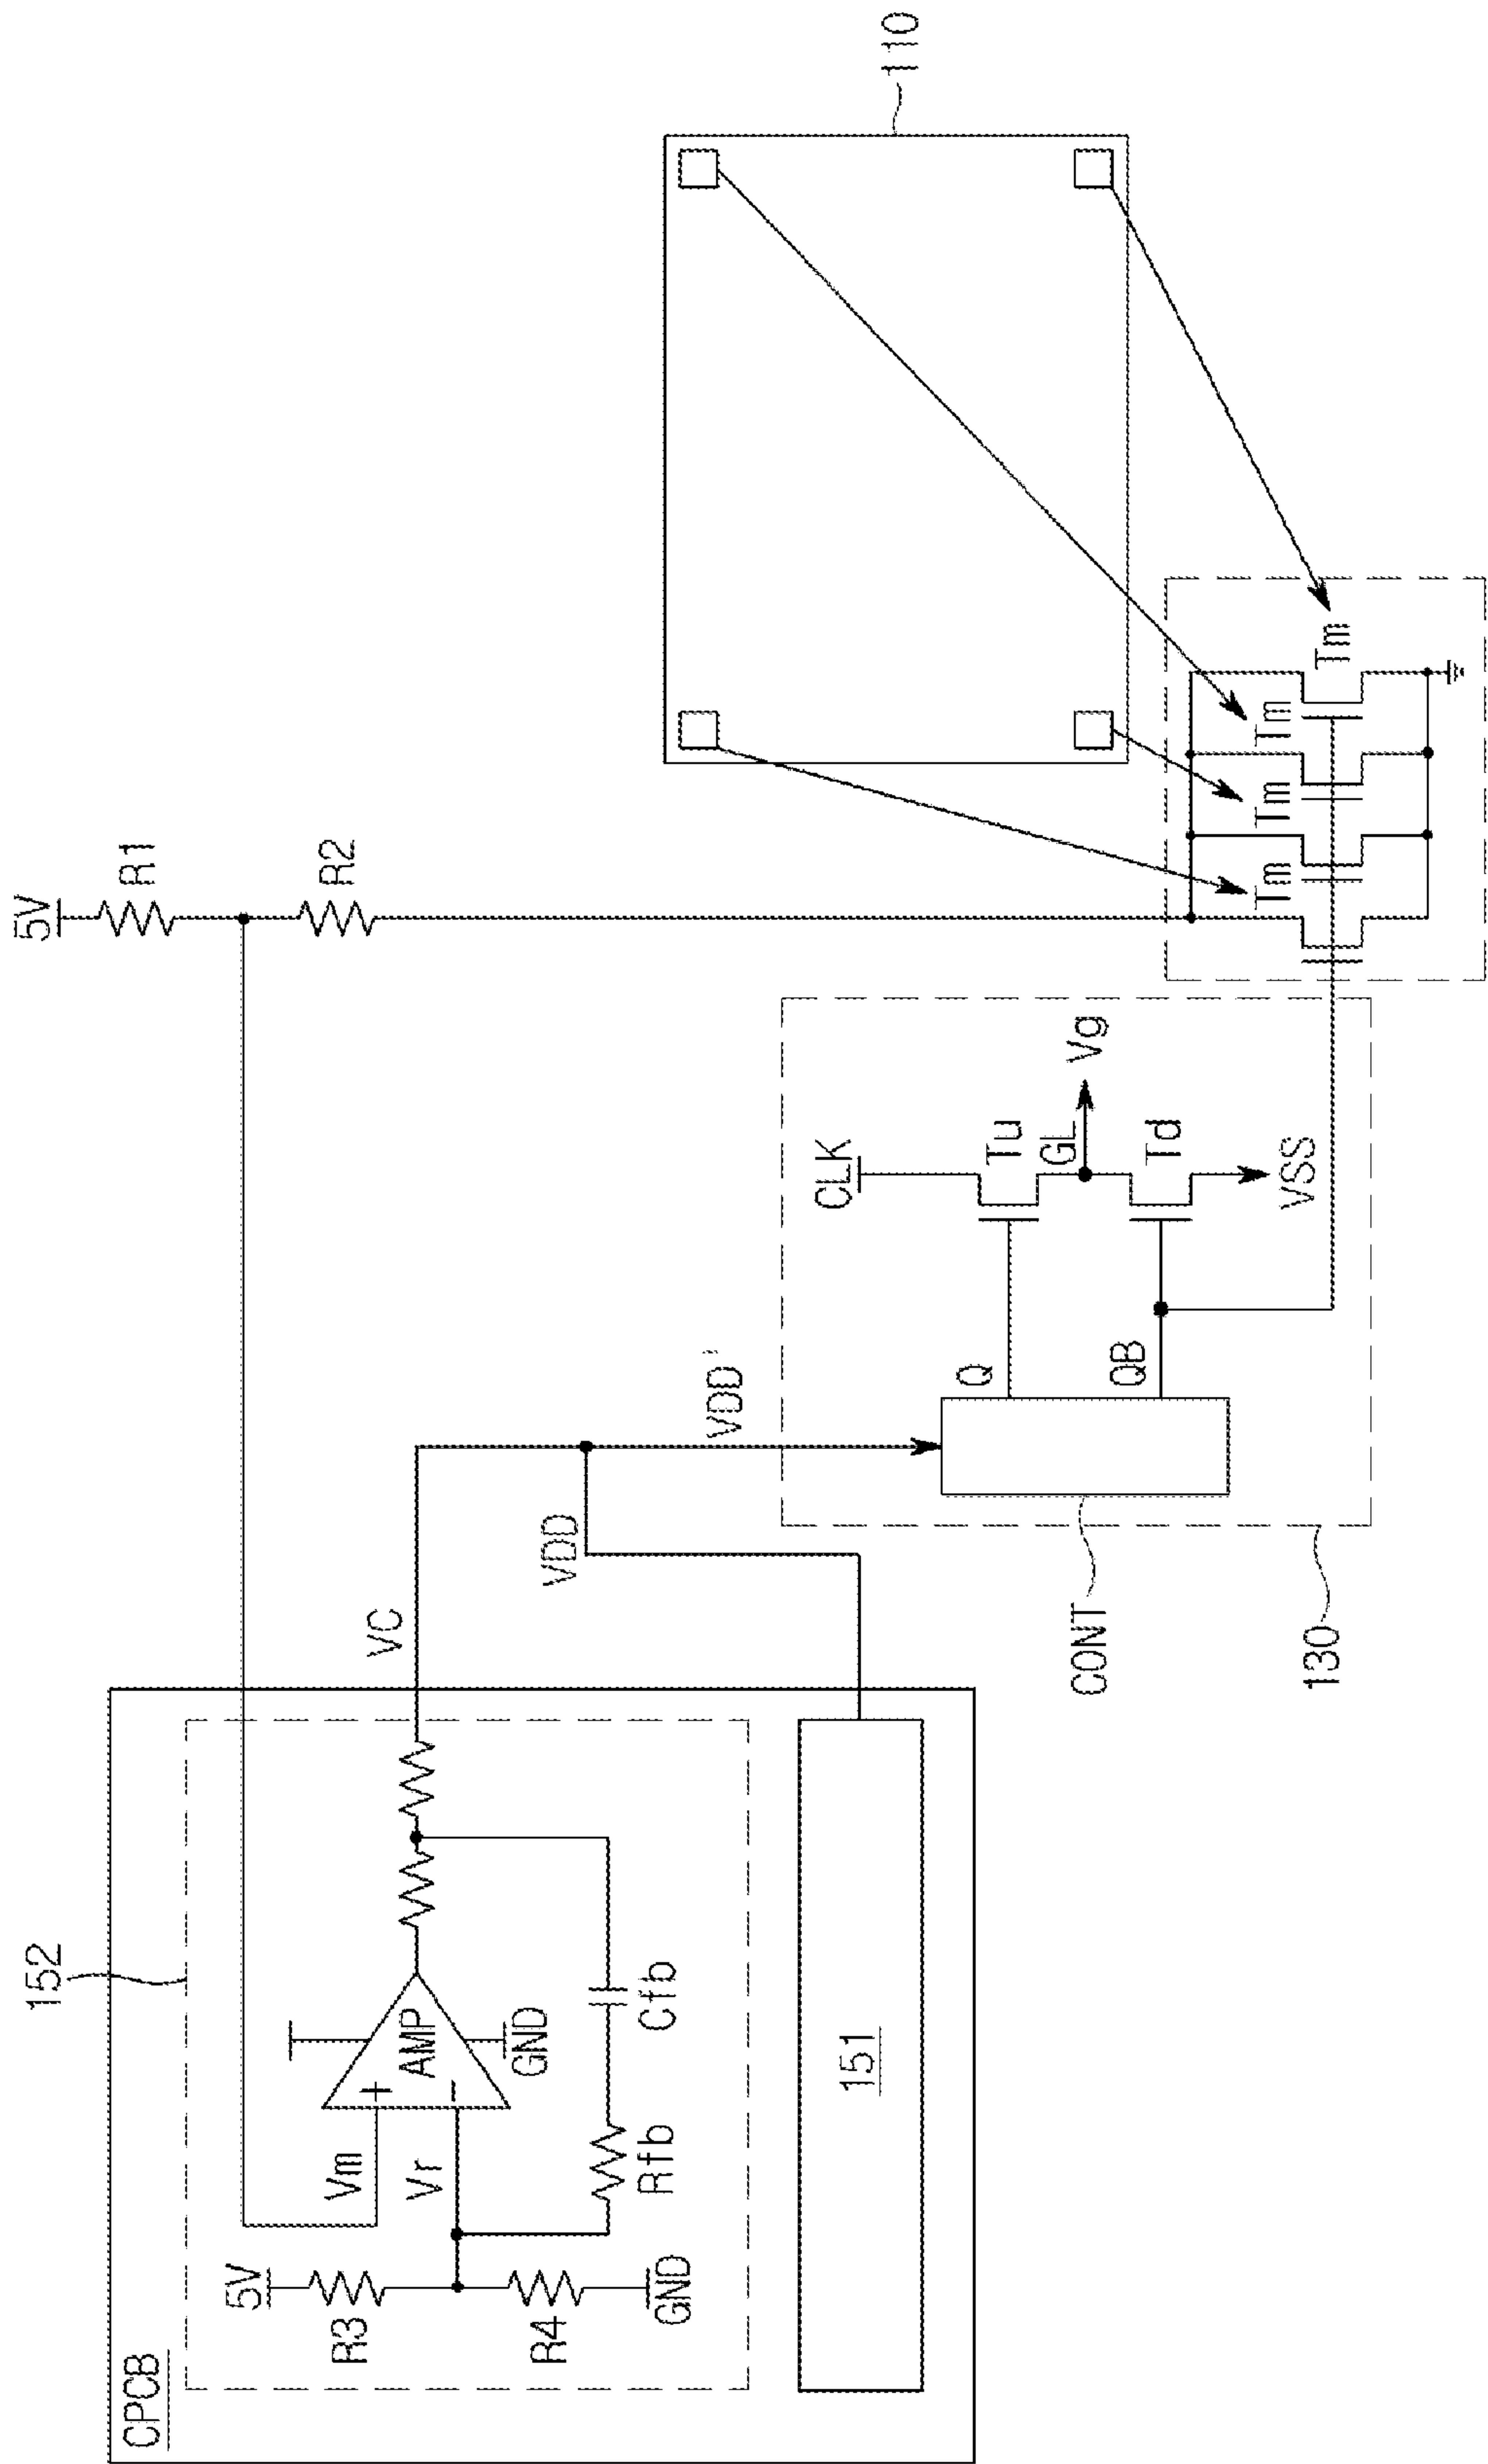 CPCB
152
5V
R3
R4
GND
Vm
Vr
+
−
AMP
GND
Rfb
Cfb
151
VC
VDD
VDD'
5V
R1
R2
CONT
130
Q
QB
CLK
Tu
GL
Vg
Td
VSS
Tm
Tm
Tm
Tm
110